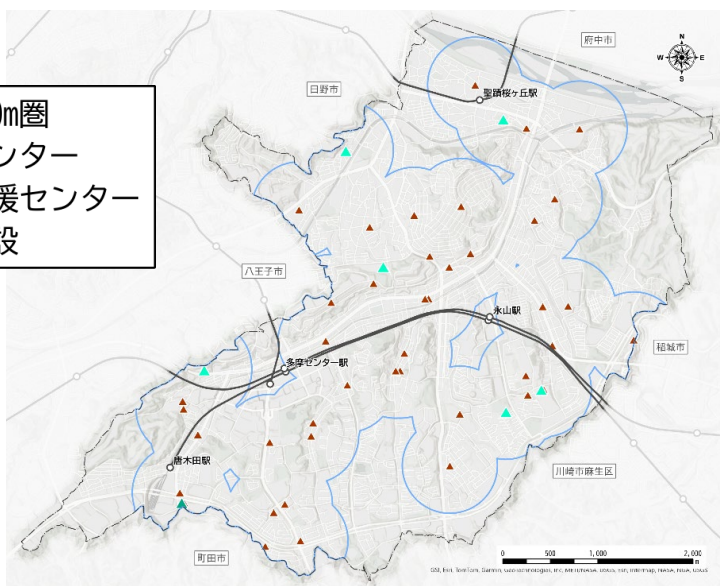 府中市
N
W E
S
聖蹟桜ヶ丘駅
日野市
m圏
ンター
援センター
設
八王子市
永山駅
稲城市
多摩センター駅
唐木田駅
川崎市麻生区
町田市
0 500 1,000 2,000
m